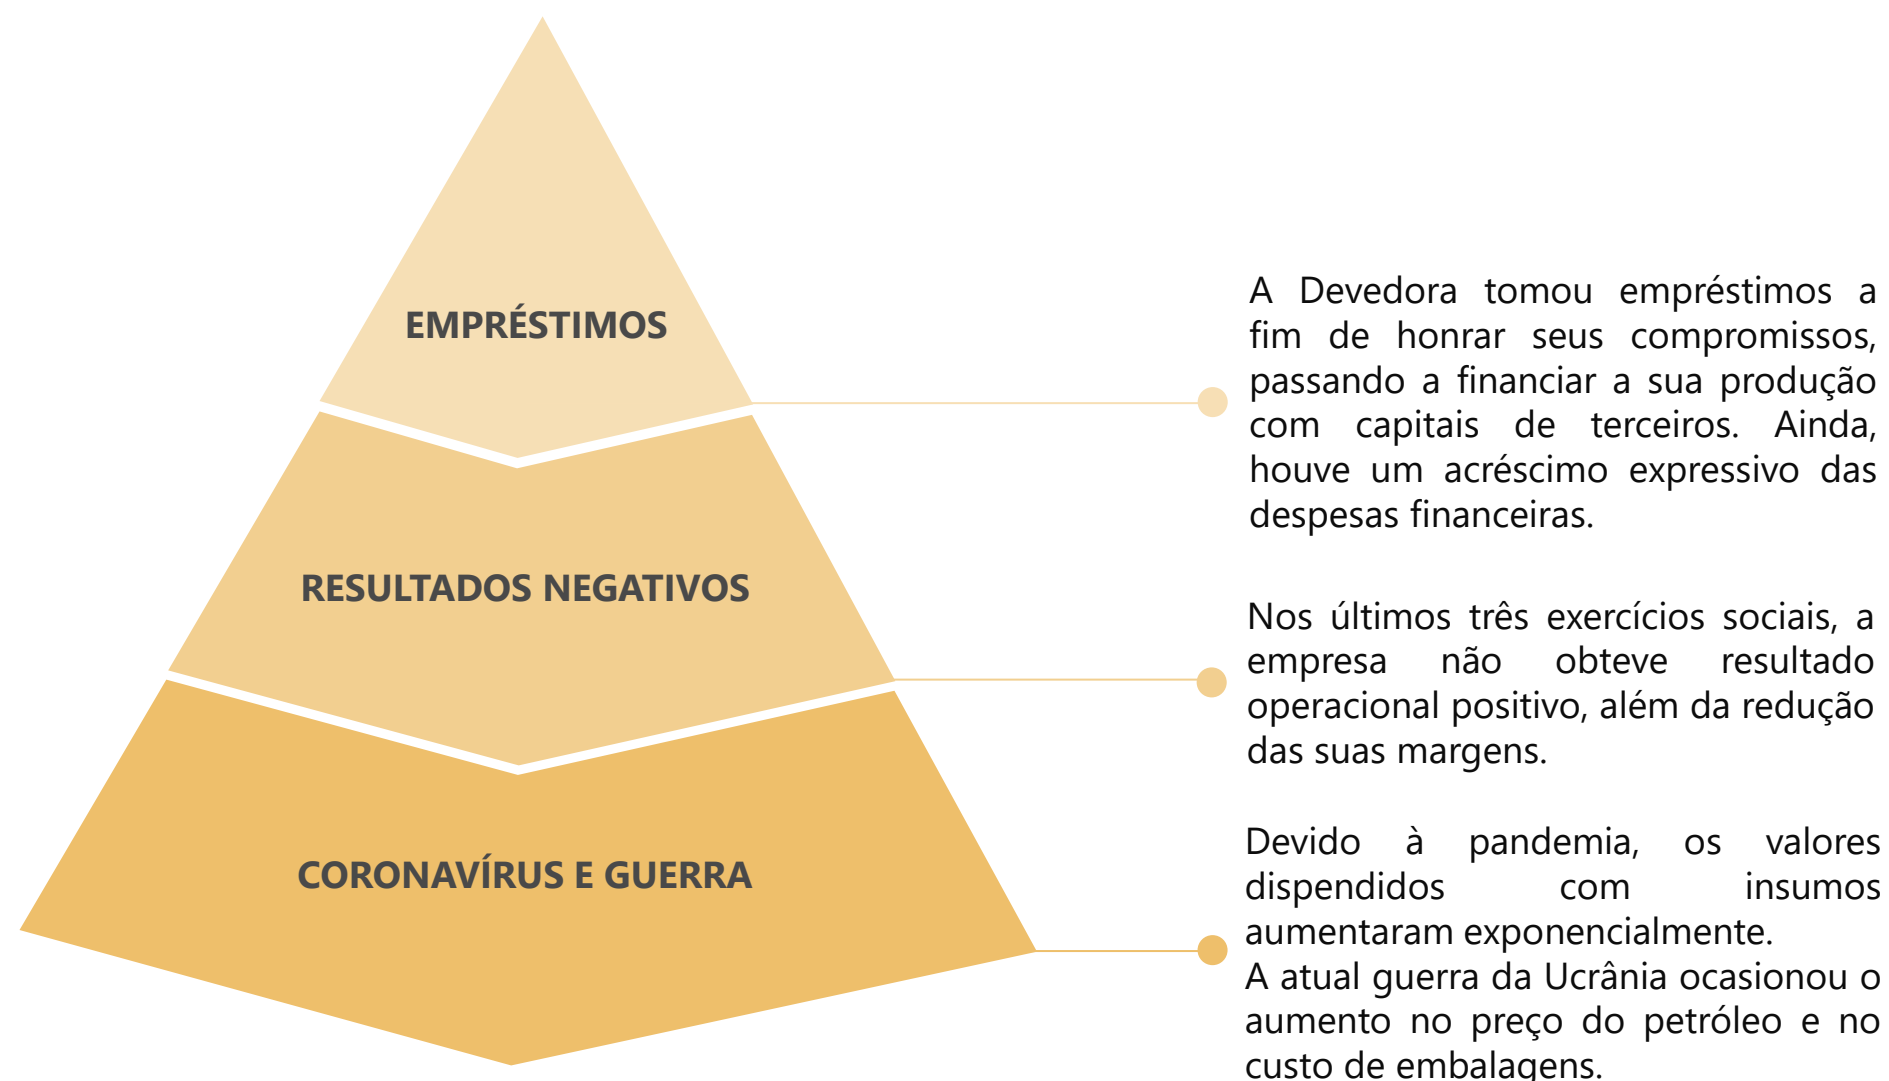 EMPRÉSTIMOS
A Devedora tomou empréstimos a
fim de honrar seus compromissos,
passando a financiar a sua produção
com capitais de terceiros. Ainda,
houve um acréscimo expressivo das
despesas financeiras.
RESULTADOS NEGATIVOS
Nos últimos três exercícios sociais, a
empresa não obteve resultado
operacional positivo, além da redução
das suas margens.
CORONAVÍRUS E GUERRA
Devido à pandemia, os valores
dispendidos com insumos
aumentaram exponencialmente.
A atual guerra da Ucrânia ocasionou o
aumento no preço do petróleo e no
custo de embalagens.